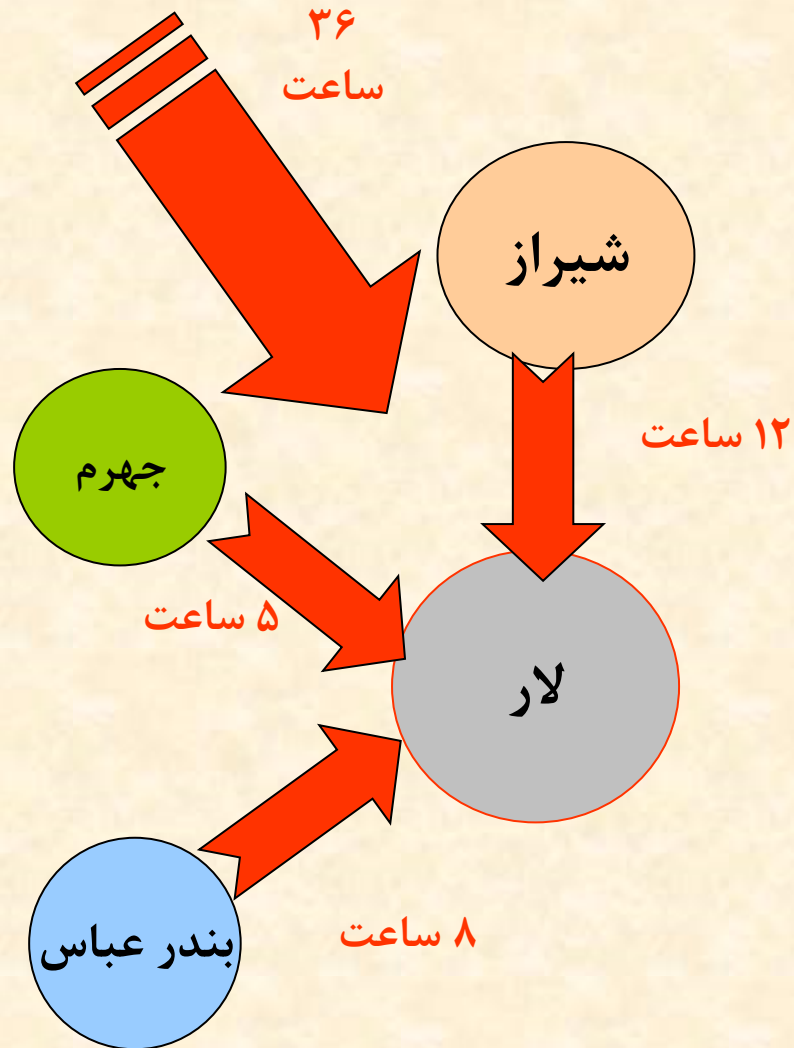 ۳۶
ساعت
شیراز
۱۲ ساعت
جهرم
۵ ساعت
لار
بندر عباس
۸ ساعت